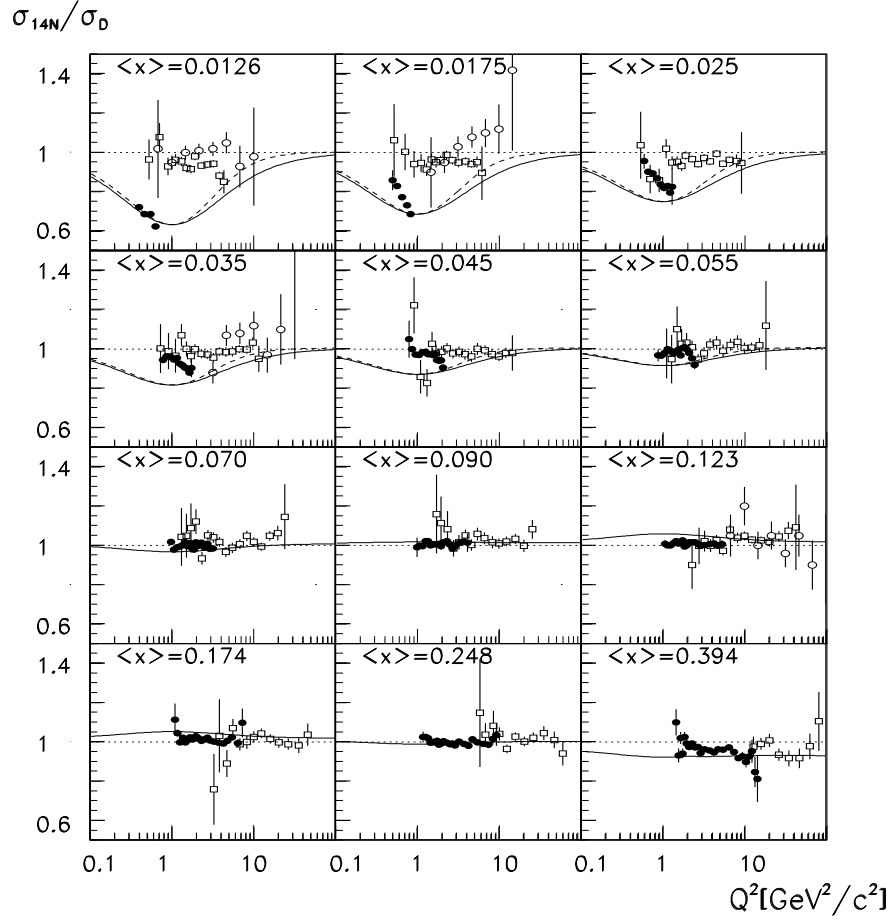 σ₁₄N/σ_D
<x>=0.0126 <x>=0.0175 <x>=0.025
1.4
1
0.6
<x>=0.035 <x>=0.045 <x>=0.055
1.4
1
0.6
<x>=0.070 <x>=0.090 <x>=0.123
1.4
1
0.6
<x>=0.174 <x>=0.248 <x>=0.394
1.4
1
0.6
0.1 1 10 0.1 1 10 0.1 1 10
Q²[GeV²/c²]